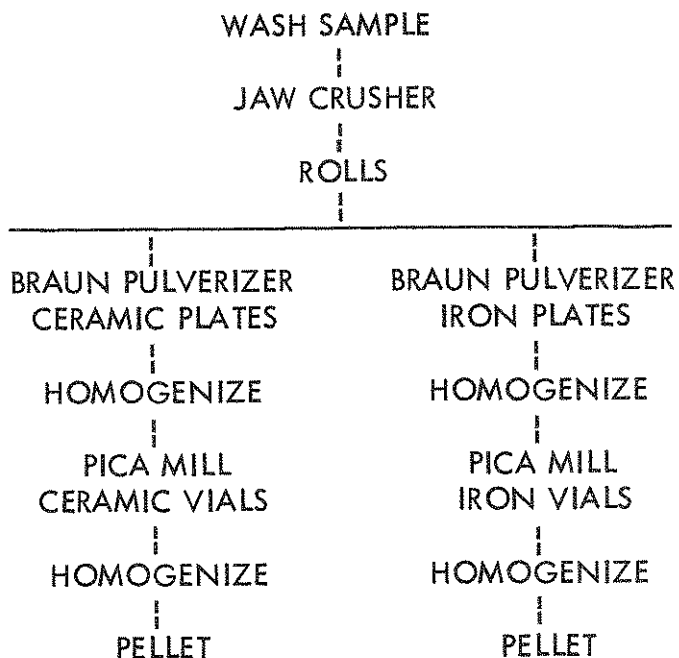 WASH SAMPLE
JAW CRUSHER
ROLLS
BRAUN PULVERIZER
CERAMIC PLATES
HOMOGENIZE
PICA MILL
CERAMIC VIALS
HOMOGENIZE
PELLET
BRAUN PULVERIZER
IRON PLATES
HOMOGENIZE
PICA MILL
IRON VIALS
HOMOGENIZE
PELLET